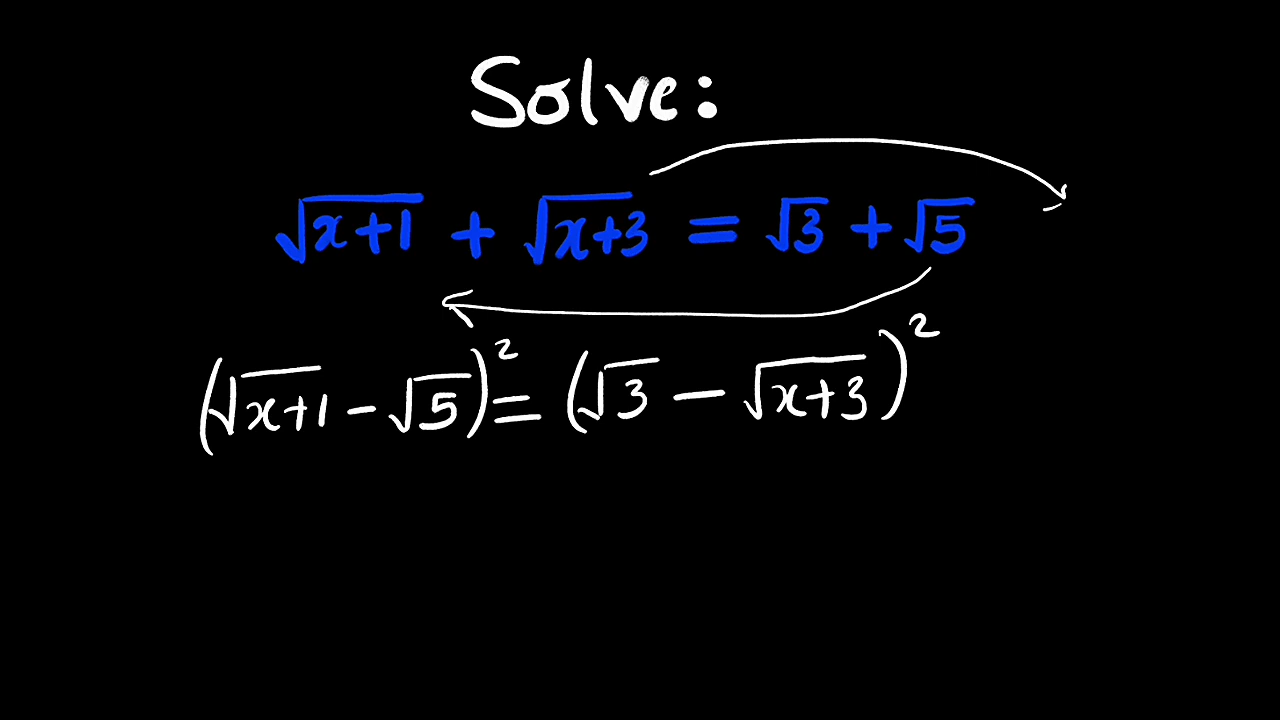 Solve:
√(x+1) + √(x+3) = √3 + √5
(√(x+1) − √5)² = (√3 − √(x+3))²